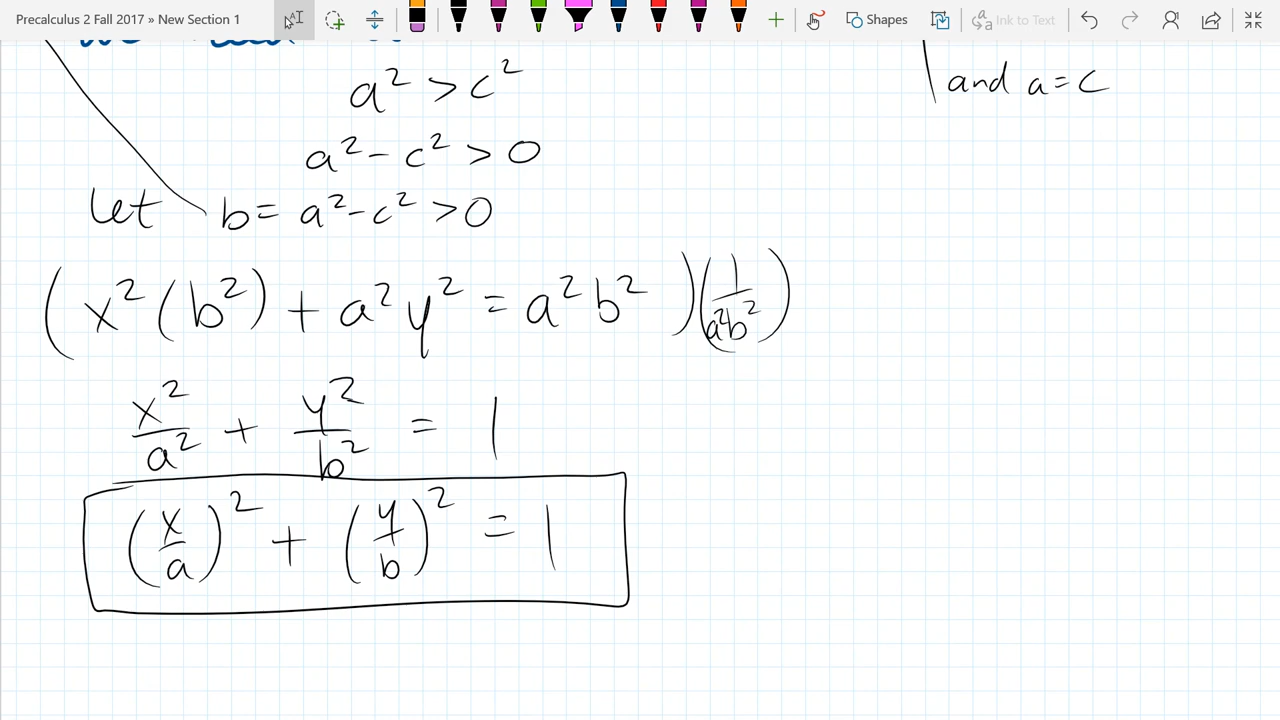 Precalculus 2 Fall 2017 » New Section 1
Shapes
Ink to Text
a² > c²
and a = c
a² - c² > 0
Let b = a² - c² > 0
( x² (b²) + a² y² = a² b² ) ( 1 / a²b² )
x² / a² + y² / b² = 1
( x / a )² + ( y / b )² = 1